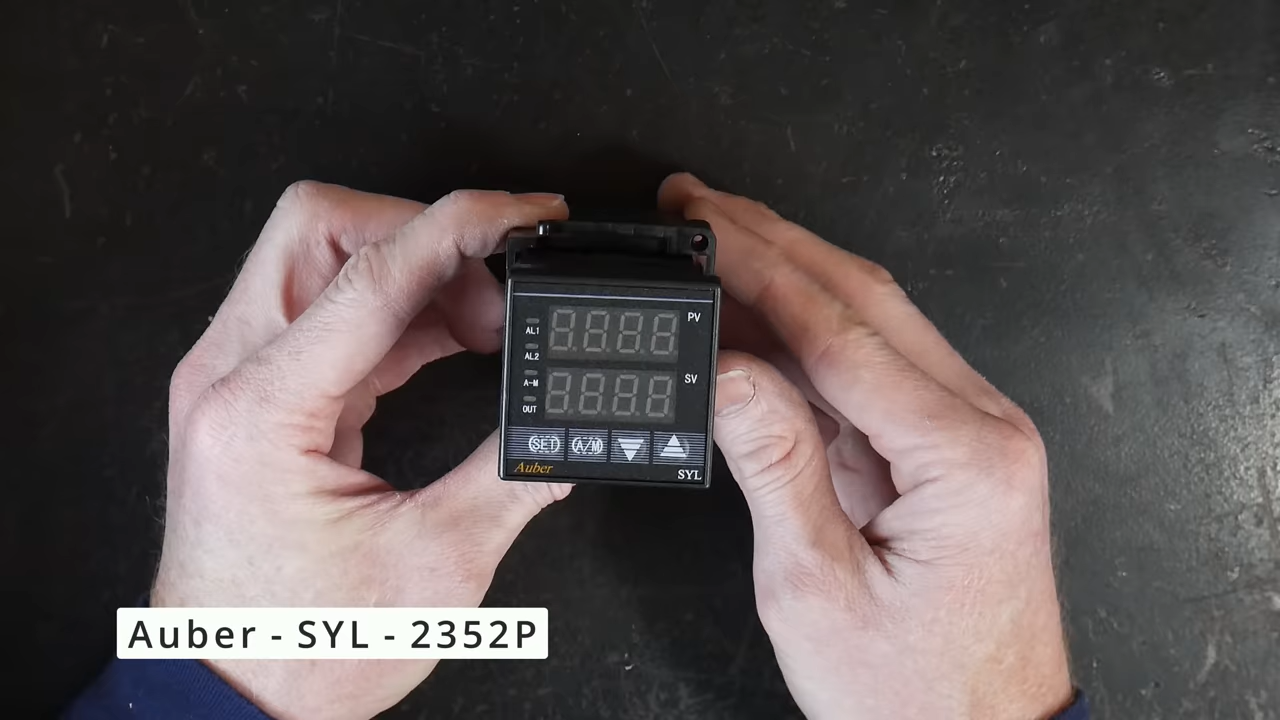 PV
AL1
AL2
SV
A-M
OUT
SET A/M
Auber SYL
Auber - SYL - 2352P